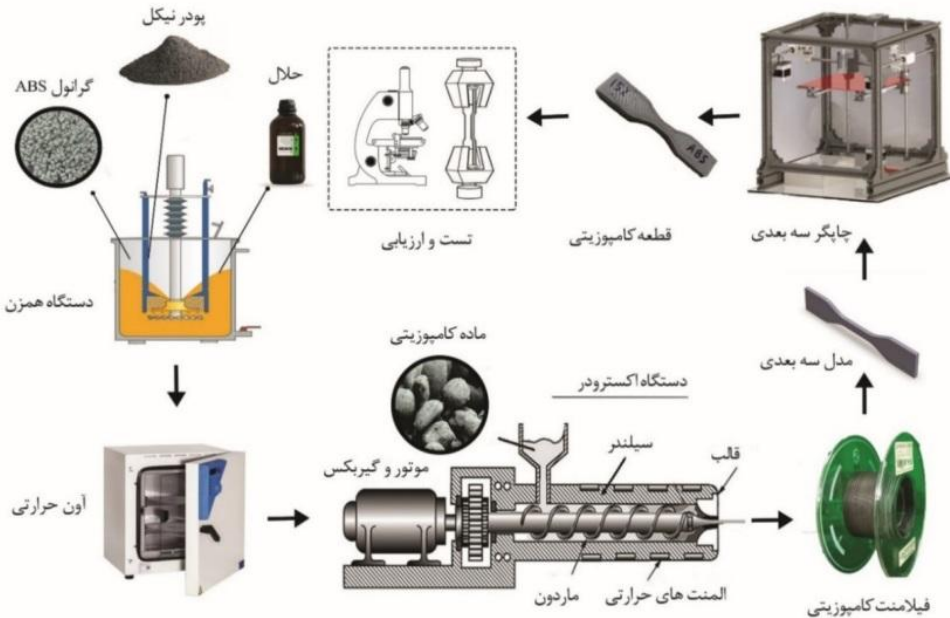 پودر نیکل
گرانول ABS
حلال
دستگاه همزن
آون حرارتی
دستگاه اکسترودر
ماده کامپوزیتی
موتور و گیربکس
سیلندر
قالب
ماردون
المنت های حرارتی
فیلامنت کامپوزیتی
مدل سه بعدی
چاپگر سه بعدی
قطعه کامپوزیتی
15%
ABS
تست و ارزیابی